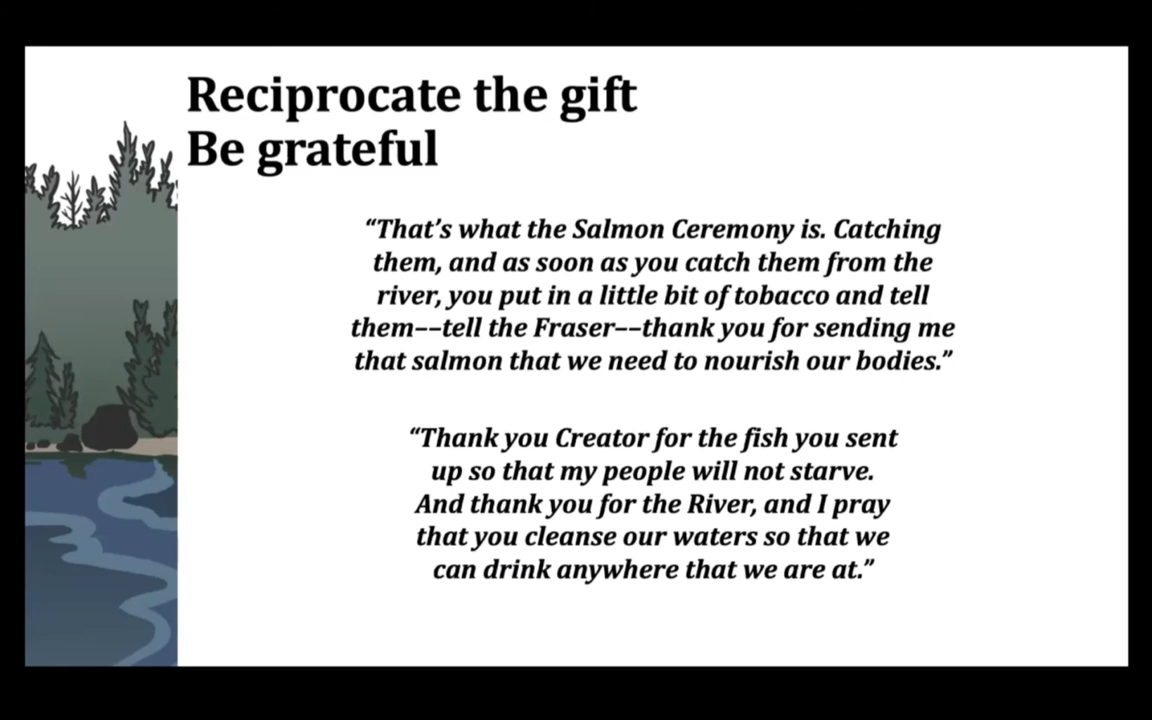 Reciprocate the gift
Be grateful
“That’s what the Salmon Ceremony is. Catching
them, and as soon as you catch them from the
river, you put in a little bit of tobacco and tell
them––tell the Fraser––thank you for sending me
that salmon that we need to nourish our bodies.”
“Thank you Creator for the fish you sent
up so that my people will not starve.
And thank you for the River, and I pray
that you cleanse our waters so that we
can drink anywhere that we are at.”